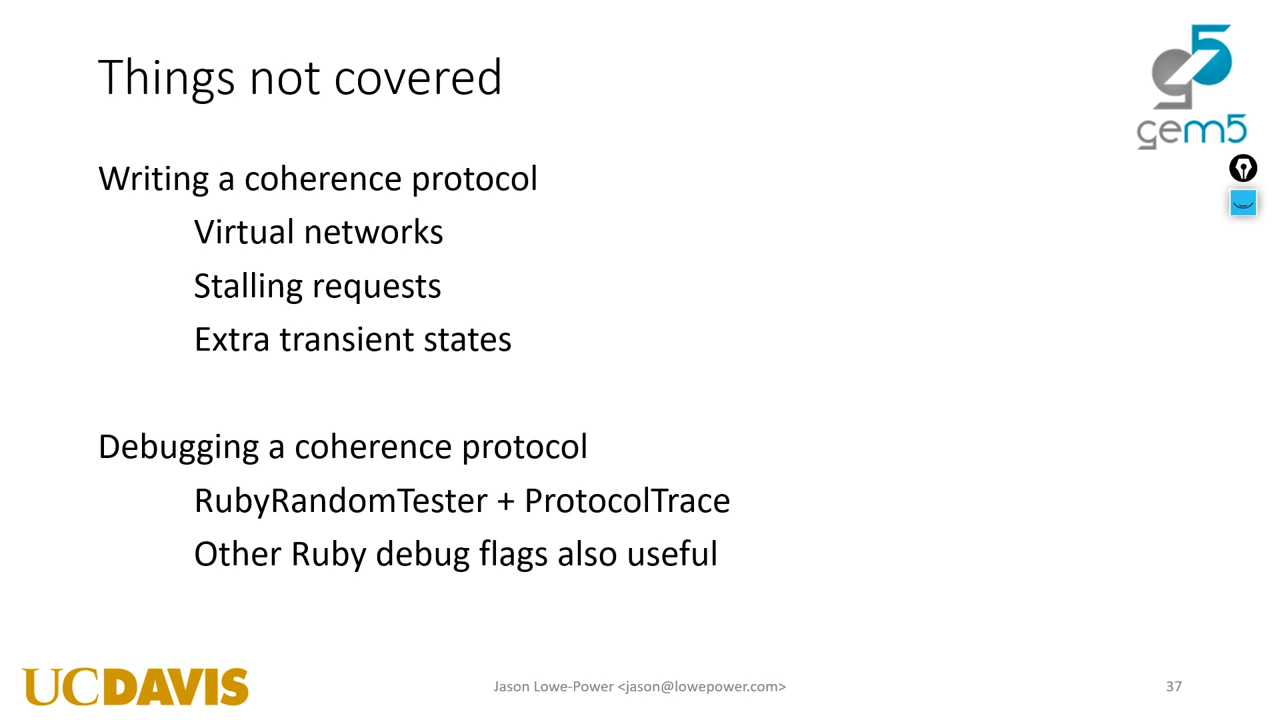 Things not covered
gem5
Writing a coherence protocol
Virtual networks
Stalling requests
Extra transient states
Debugging a coherence protocol
RubyRandomTester + ProtocolTrace
Other Ruby debug flags also useful
UCDAVIS
Jason Lowe-Power <jason@lowepower.com>
37